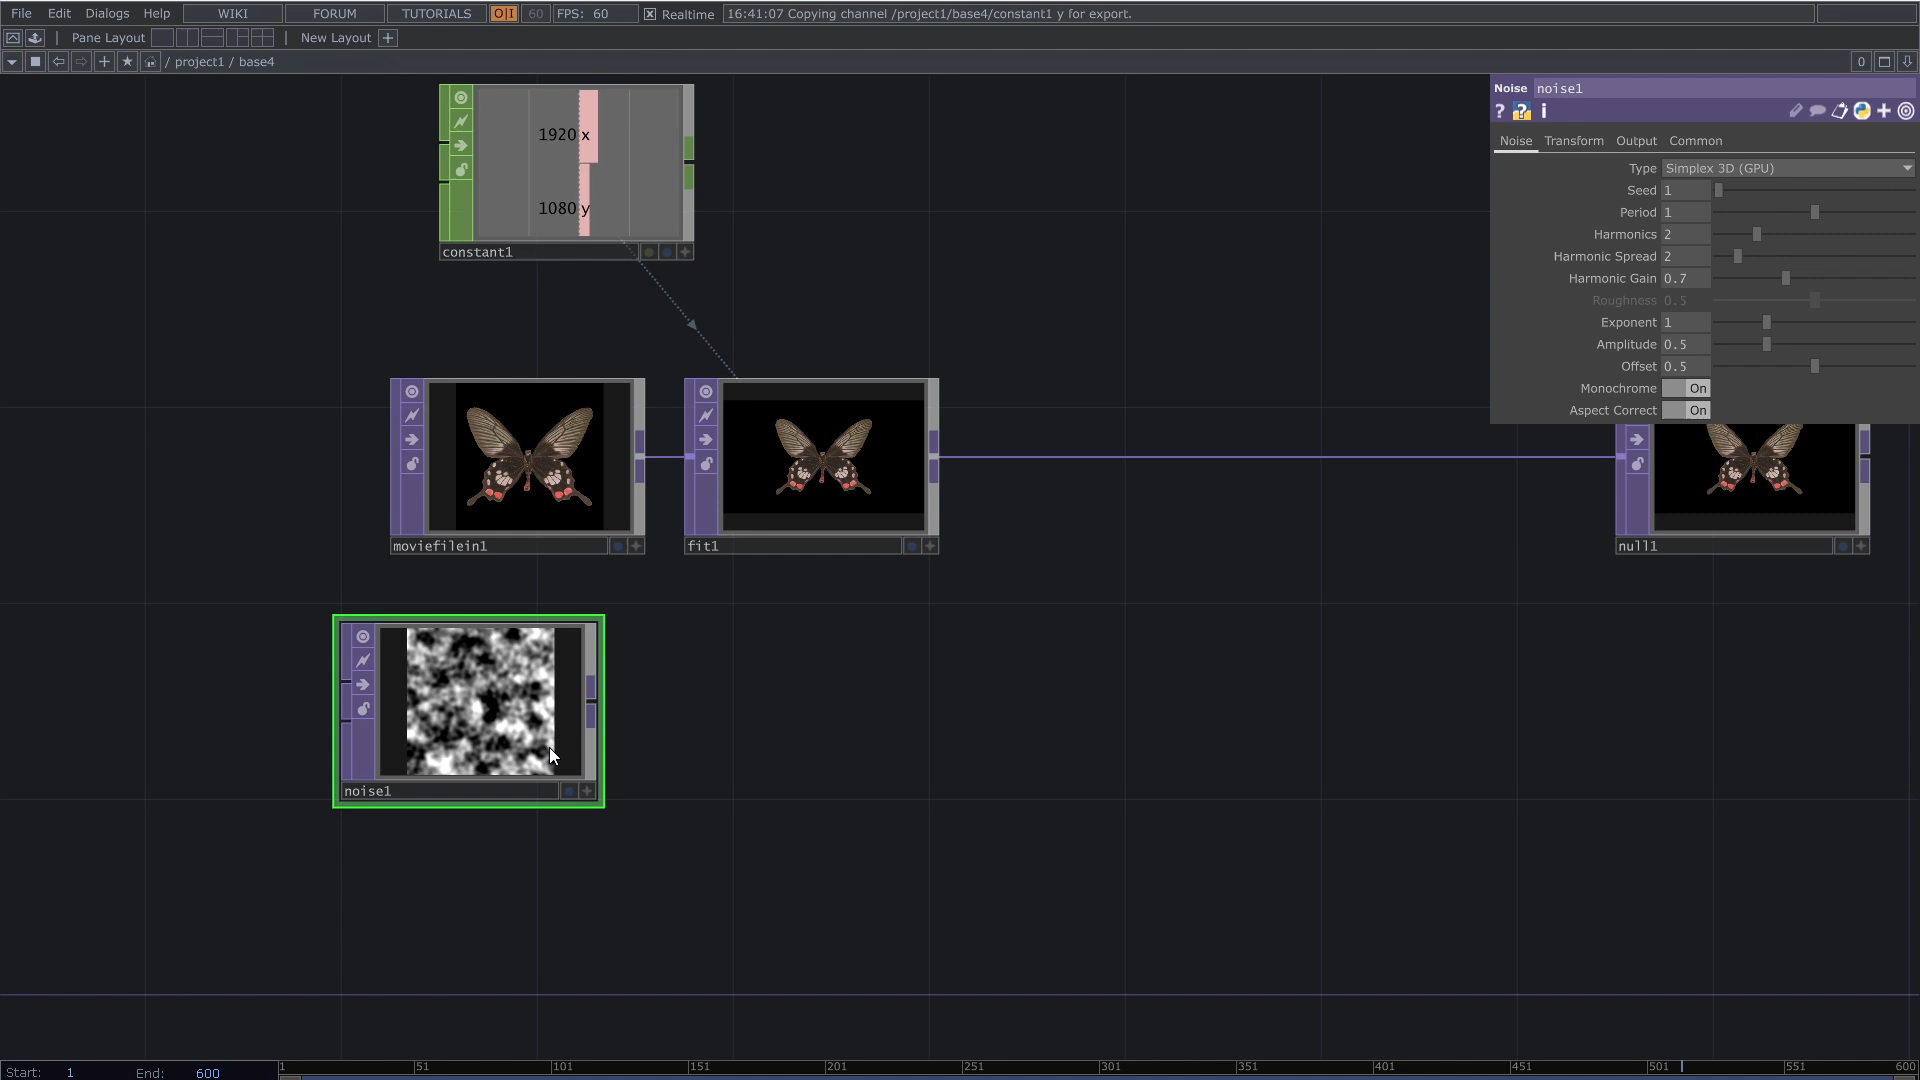 File Edit Dialogs Help WIKI FORUM TUTORIALS O|I 60 FPS: 60 Realtime 16:41:07 Copying channel /project1/base4/constant1 y for export.
Pane Layout New Layout +
/ project1 / base4 0
Noise noise1
? ? i
Noise Transform Output Common
Type Simplex 3D (GPU)
Seed 1
Period 1
Harmonics 2
Harmonic Spread 2
Harmonic Gain 0.7
Roughness 0.5
Exponent 1
Amplitude 0.5
Offset 0.5
Monochrome On
Aspect Correct On
1920 x
1080 y
constant1
moviefilein1
fit1
null1
noise1
Start: 1 End: 600
1 51 101 151 201 251 301 351 401 451 501 551 600